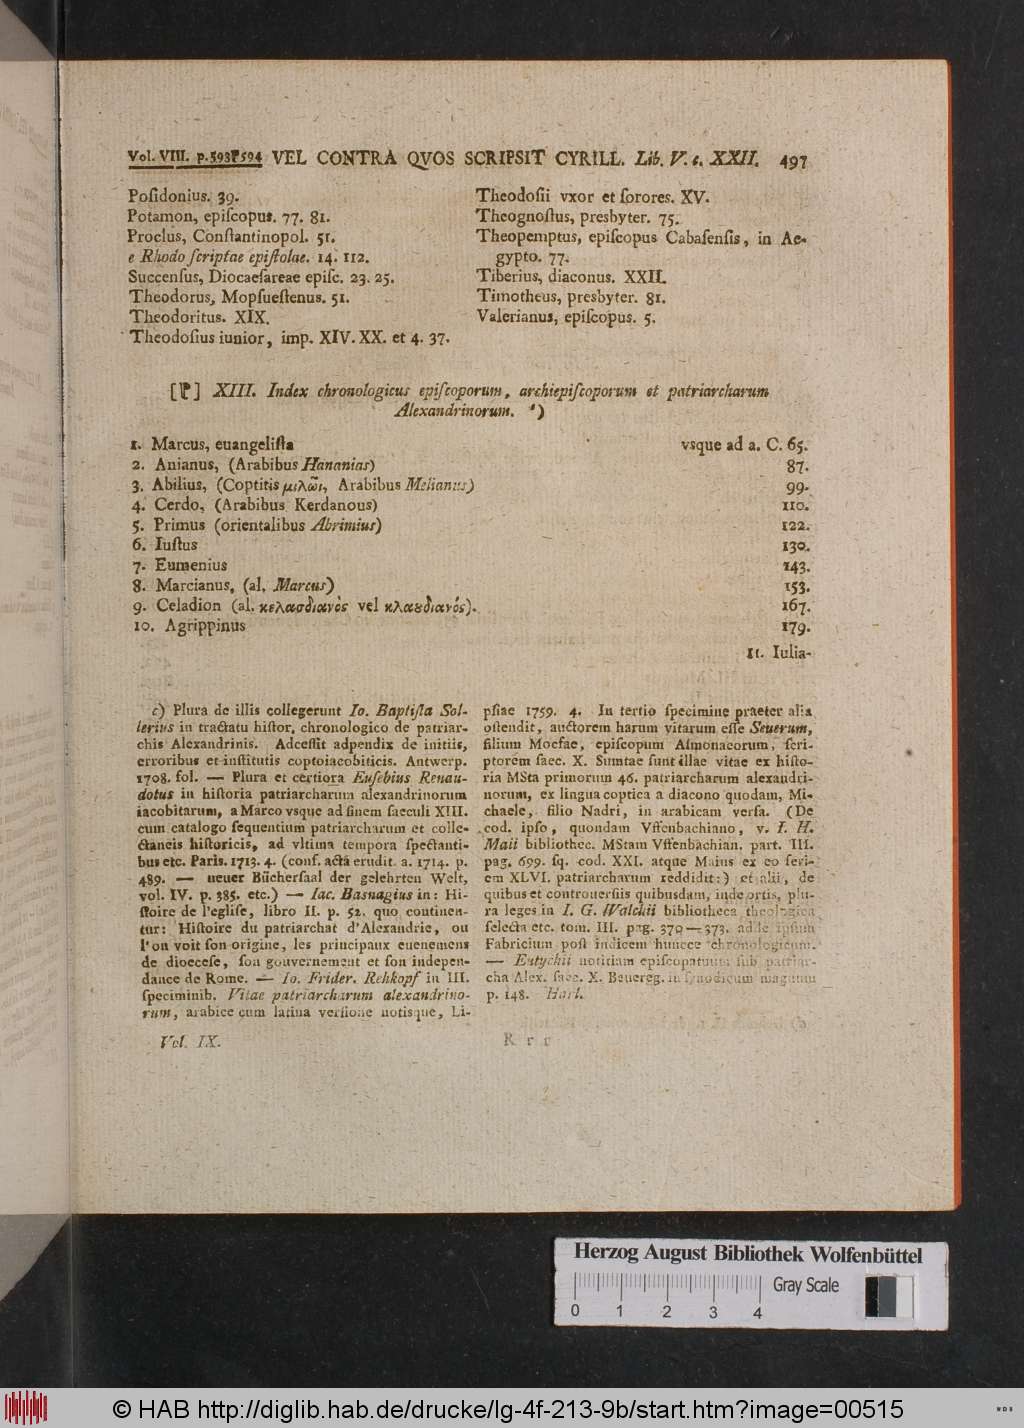 Vol. VIII. p. 593⁋594 VEL CONTRA QVOS SCRIPSIT CYRILL. Lib. V. c. XXII. 497
Poſidonius. 39.
Potamon, epiſcopus. 77. 81.
Proclus, Conſtantinopol. 51.
e Rhodo ſcriptae epiſtolae. 14. 112.
Succenſus, Diocaeſareae epiſc. 23. 25.
Theodorus, Mopſueſtenus. 51.
Theodoritus. XIX.
Theodoſius iunior, imp. XIV. XX. et 4. 37.
Theodoſii vxor et ſorores. XV.
Theognoſtus, presbyter. 75.
Theopemptus, epiſcopus Cabaſenſis, in Ae-
gypto. 77.
Tiberius, diaconus. XXII.
Timotheus, presbyter. 81.
Valerianus, epiſcopus. 5.
[⁋] XIII. Index chronologicus epiſcoporum, archiepiſcoporum et patriarcharum
Alexandrinorum. c)
1. Marcus, euangeliſta vsque ad a. C. 65.
2. Anianus, (Arabibus Hananias) 87.
3. Abilius, (Coptitis μιλῶι, Arabibus Melianus) 99.
4. Cerdo, (Arabibus Kerdanous) 110.
5. Primus (orientalibus Abrimius) 122.
6. Iuſtus 130.
7. Eumenius 143.
8. Marcianus, (al. Marcus) 153.
9. Celadion (al. κελασδιανὸς vel κλαυδιανός). 167.
10. Agrippinus 179.
11. Iulia-
c) Plura de illis collegerunt Io. Baptiſta Sol-
lerius in tractatu hiſtor. chronologico de patriar-
chis Alexandrinis. Adceſſit adpendix de initiis,
erroribus et inſtitutis coptoiacobiticis. Antwerp.
1708. fol. — Plura et certiora Euſebius Renau-
dotus in hiſtoria patriarcharum alexandrinorum
iacobitarum, a Marco vsque ad finem ſaeculi XIII.
cum catalogo ſequentium patriarcharum et colle-
ctaneis hiſtoricis, ad vltima tempora ſpectanti-
bus etc. Paris. 1713. 4. (conf. acta erudit. a. 1714. p.
489. — neuer Bücherſaal der gelehrten Welt,
vol. IV. p. 385. etc.) — Iac. Basnagius in: Hi-
ſtoire de l'egliſe, libro II. p. 52. quo continen-
tur: Hiſtoire du patriarchat d'Alexandrie, ou
l'on voit ſon origine, les principaux euenemens
de dioeceſe, ſon gouvernement et ſon indepen-
dance de Rome. — Io. Frider. Rehkopf in III.
ſpeciminib. Vitae patriarcharum alexandrino-
rum, arabice cum latina verſione notisque, Li-
pſiae 1759. 4. In tertio ſpecimine praeter alia
oſtendit, auctorem harum vitarum eſſe Seuerum,
filium Moefae, epiſcopum Aſmonaeorum, ſcri-
ptorem ſaec. X. Sumtae ſunt illae vitae ex hiſto-
ria MSta primorum 46. patriarcharum alexandri-
norum, ex lingua coptica a diacono quodam, Mi-
chaele, filio Nadri, in arabicam verſa. (De
cod. ipſo, quondam Vffenbachiano, v. I. H.
Maii bibliothec. MStam Vffenbachian. part. III.
pag. 699. ſq. cod. XXI. atque Maius ex eo ſeri-
em XLVI. patriarcharum reddidit:) et alii, de
quibus et controuerſiis quibusdam, inde ortis, plu-
ra leges in I. G. Walchii bibliotheca theologica
ſelecta etc. tom. III. pag. 370—373. adde ipſum
Fabricium poſt indicem huncce chronologicum.
— Eutychii notitiam epiſcopatuum ſub patriar-
cha Alex. ſaec. X. Beuereg. in ſynodicum magnum
p. 148. Harl.
Vol. IX. R r r
Herzog August Bibliothek Wolfenbüttel
Gray Scale
0 1 2 3 4
© HAB http://diglib.hab.de/drucke/lg-4f-213-9b/start.htm?image=00515